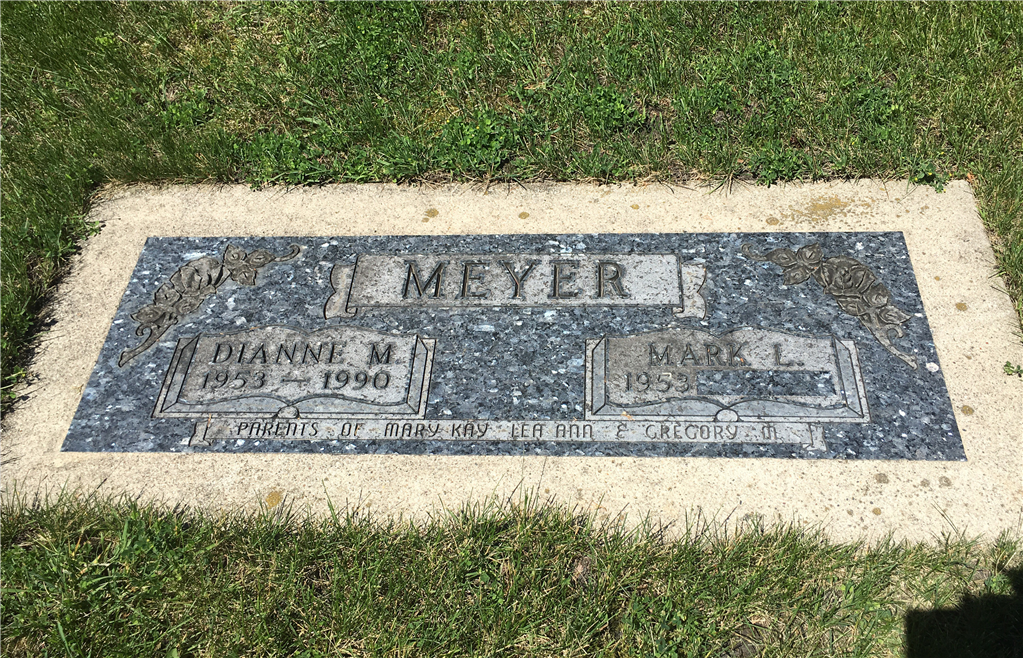 MEYER
DIANNE M.
1953 — 1990
MARK L.
1953
PARENTS OF MARY KAY LEA ANN & GREGORY M.